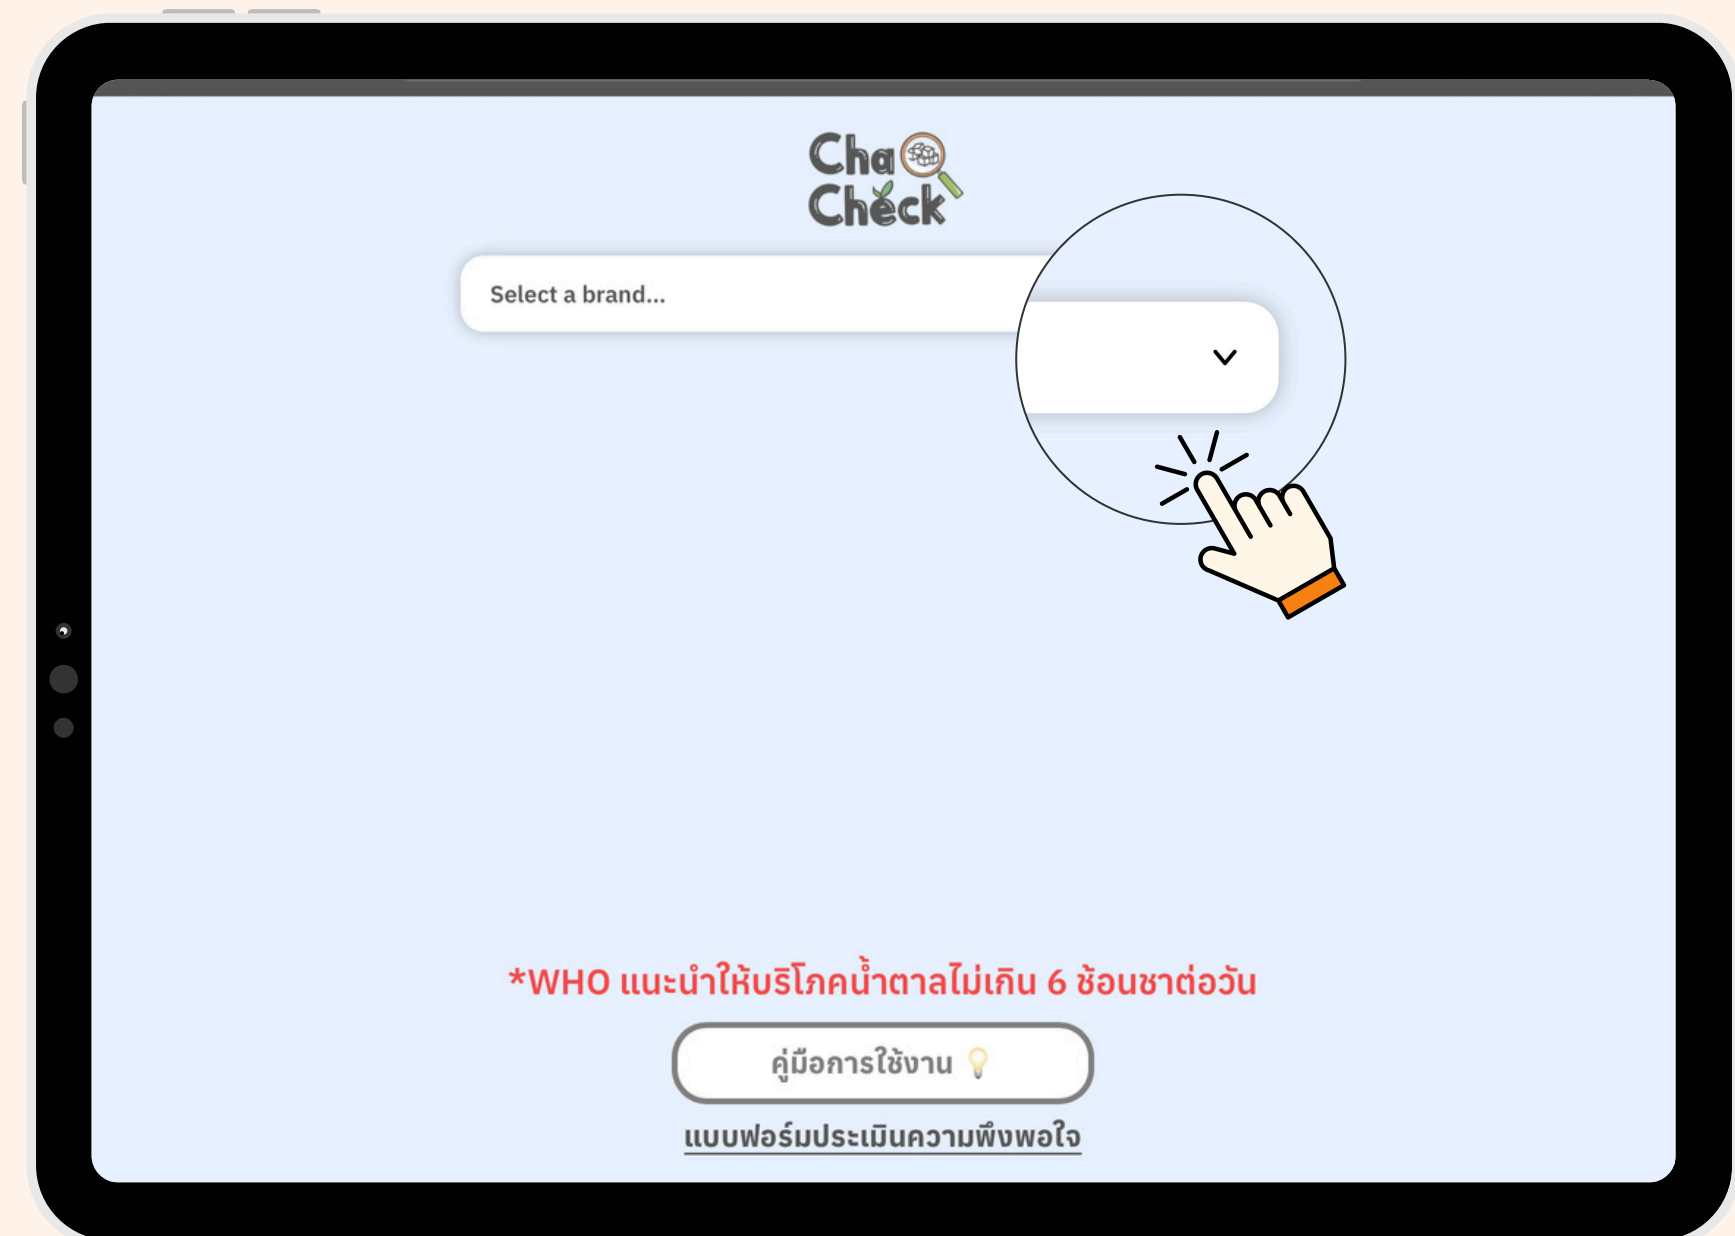 Cha
Check
Select a brand...
*WHO แนะนำให้บริโภคน้ำตาลไม่เกิน 6 ช้อนชาต่อวัน
คู่มือการใช้งาน 💡
แบบฟอร์มประเมินความพึงพอใจ